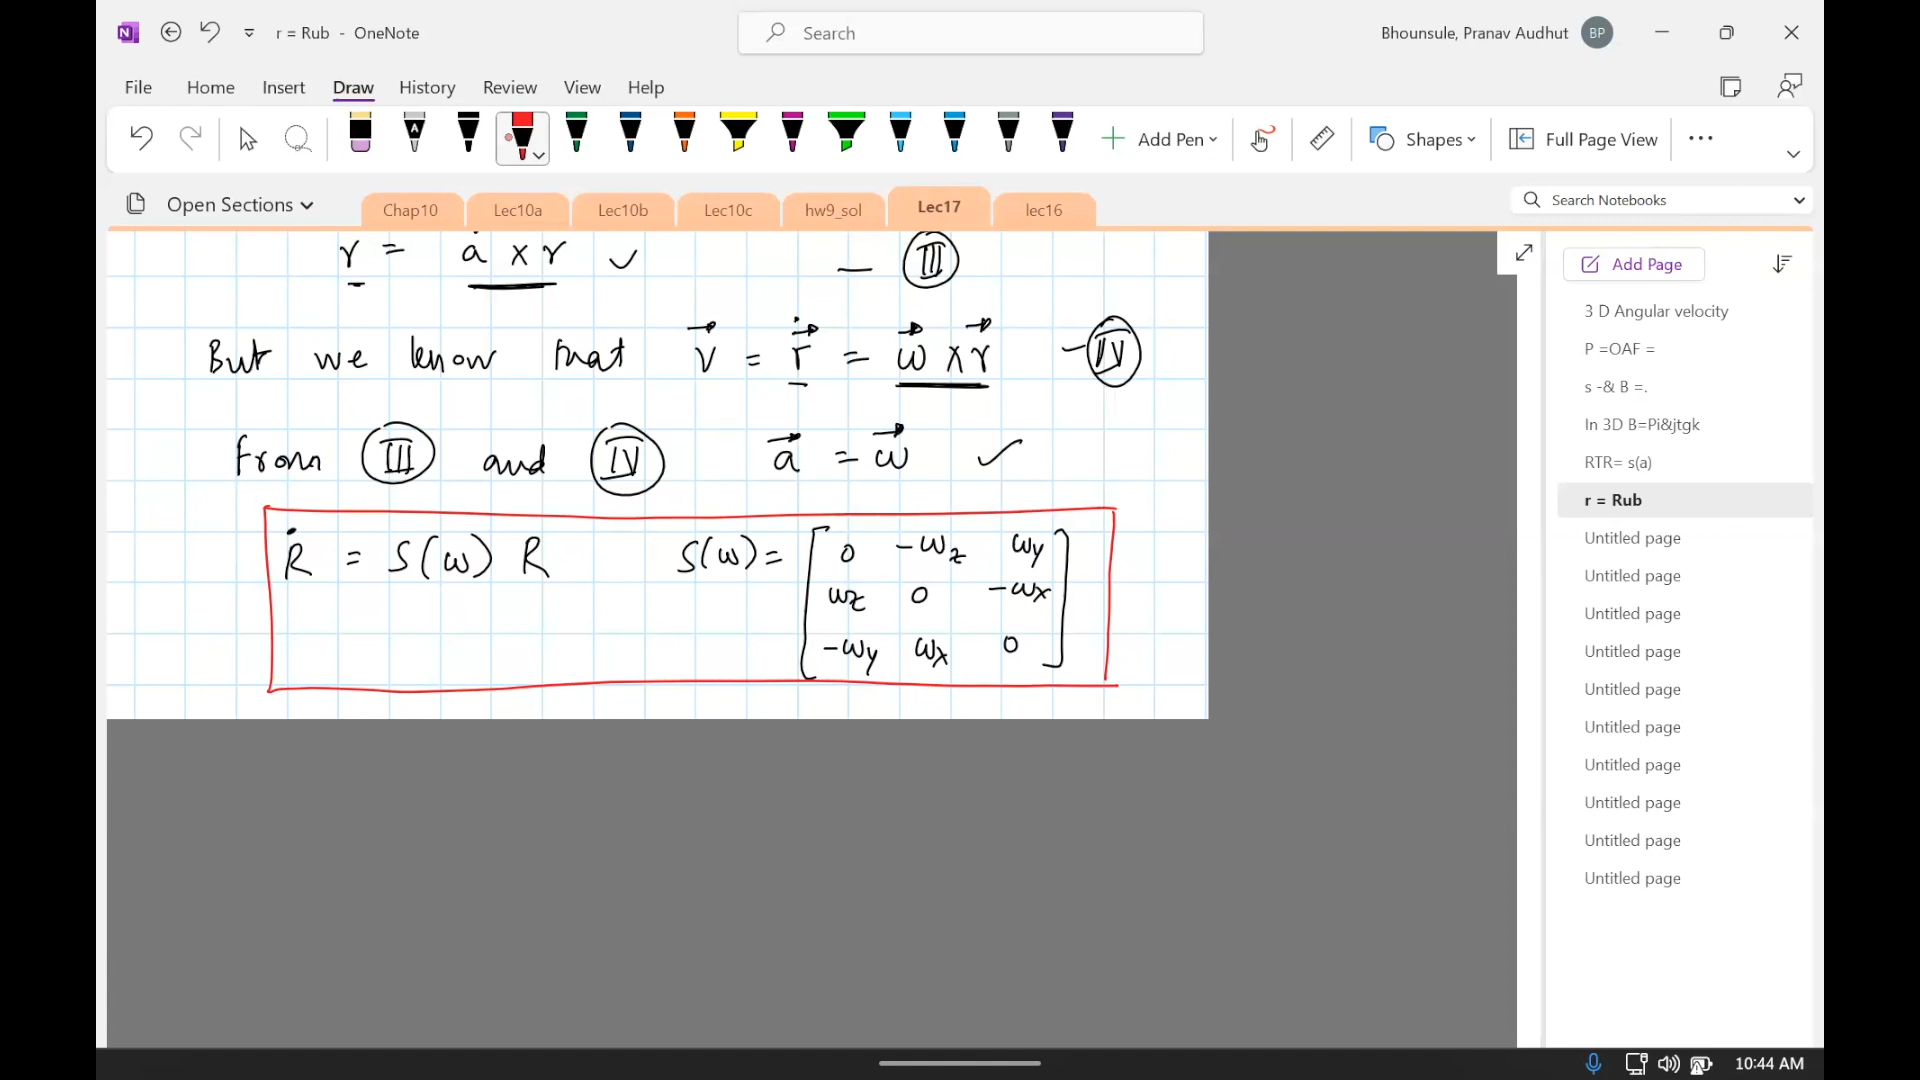 r = Rub - OneNote
Search
Bhounsule, Pranav Audhut BP
File Home Insert Draw History Review View Help
A
Add Pen
Shapes
Full Page View
Open Sections
Chap10 Lec10a Lec10b Lec10c hw9_sol Lec17 lec16
Search Notebooks
ṙ = a × r ✓ — III
But we know that v⃗ = ṙ⃗ = ω⃗ × r⃗ - IV
From III and IV a⃗ = ω⃗ ✓
Ṙ = S(ω) R S(ω) =
0 -ωz ωy
ωz 0 -ωx
-ωy ωx 0
Add Page
3 D Angular velocity
P =OAF =
s -& B =.
In 3D B=Pi&jtgk
RTR= s(a)
r = Rub
Untitled page
Untitled page
Untitled page
Untitled page
Untitled page
Untitled page
Untitled page
Untitled page
Untitled page
Untitled page
10:44 AM